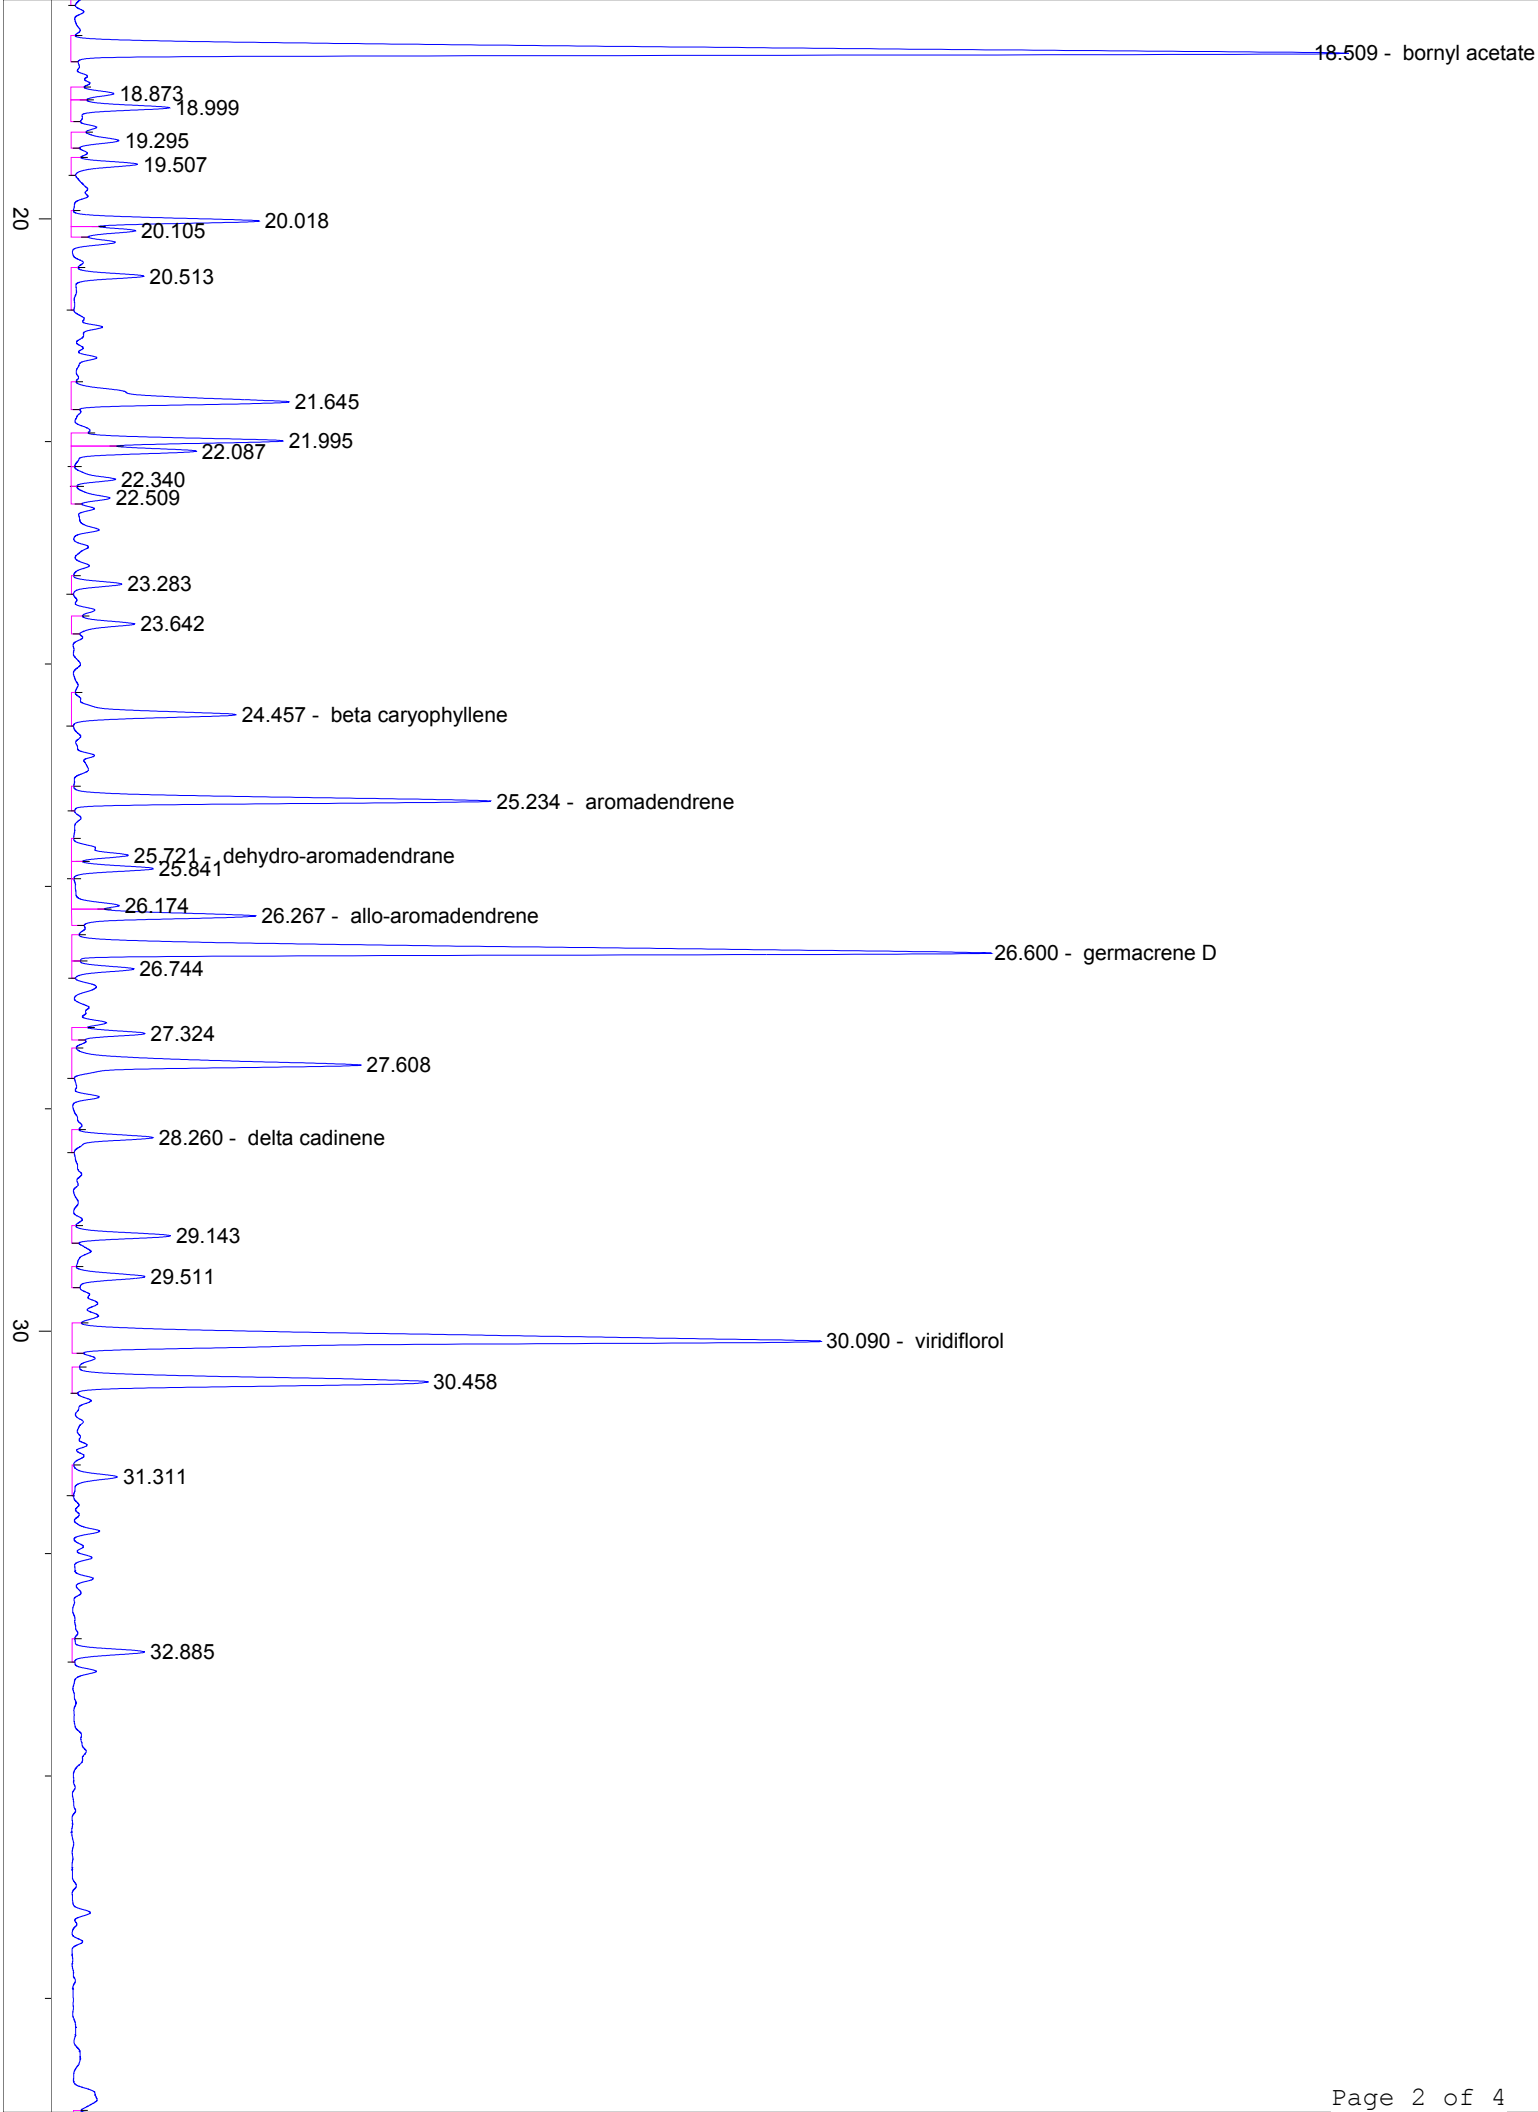 18.509 - bornyl acetate
18.873
18.999
19.295
19.507
20
20.018
20.105
20.513
21.645
21.995
22.087
22.340
22.509
23.283
23.642
24.457 - beta caryophyllene
25.234 - aromadendrene
25.721 - dehydro-aromadendrane
25.841
26.174
26.267 - allo-aromadendrene
26.600 - germacrene D
26.744
27.324
27.608
28.260 - delta cadinene
29.143
29.511
30
30.090 - viridiflorol
30.458
31.311
32.885
Page 2 of 4